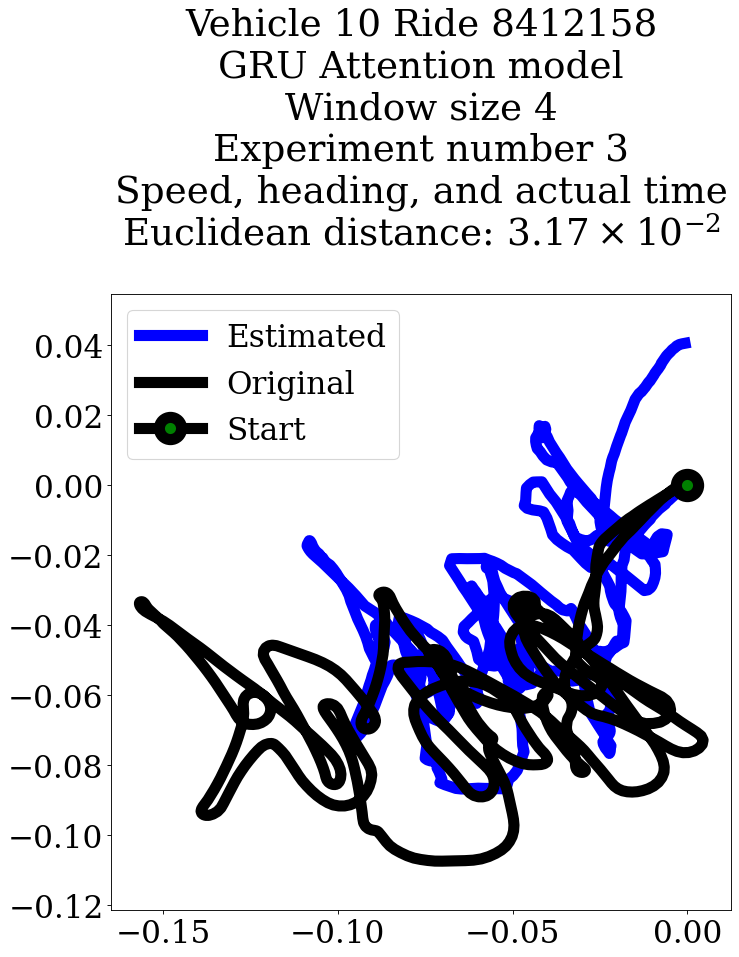 Vehicle 10 Ride 8412158
GRU Attention model
Window size 4
Experiment number 3
Speed, heading, and actual time
Euclidean distance: 3.17 × 10⁻²
Estimated
Original
Start
0.04
0.02
0.00
−0.02
−0.04
−0.06
−0.08
−0.10
−0.12
−0.15 −0.10 −0.05 0.00